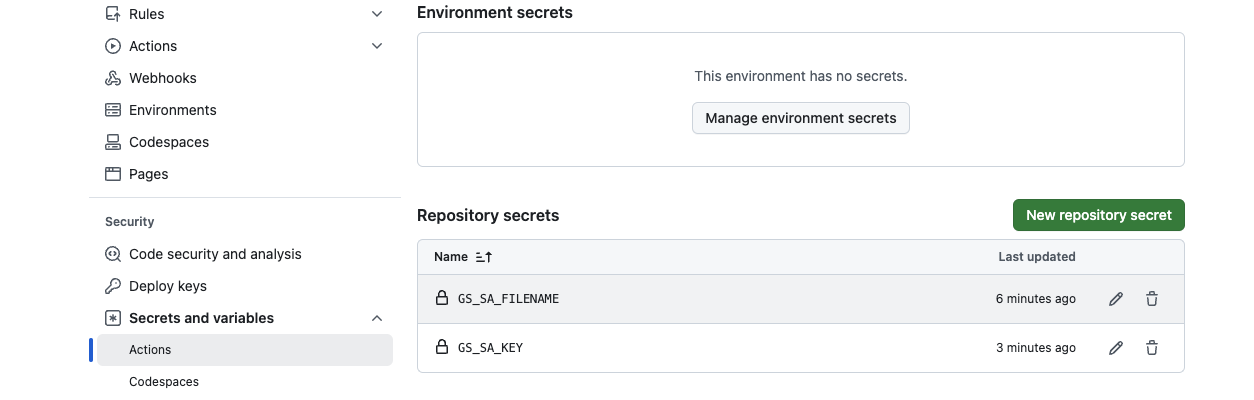 Rules
Actions
Webhooks
Environments
Codespaces
Pages
Security
Code security and analysis
Deploy keys
Secrets and variables
Actions
Codespaces
Environment secrets
This environment has no secrets.
Manage environment secrets
Repository secrets
New repository secret
Name
Last updated
GS_SA_FILENAME
6 minutes ago
GS_SA_KEY
3 minutes ago